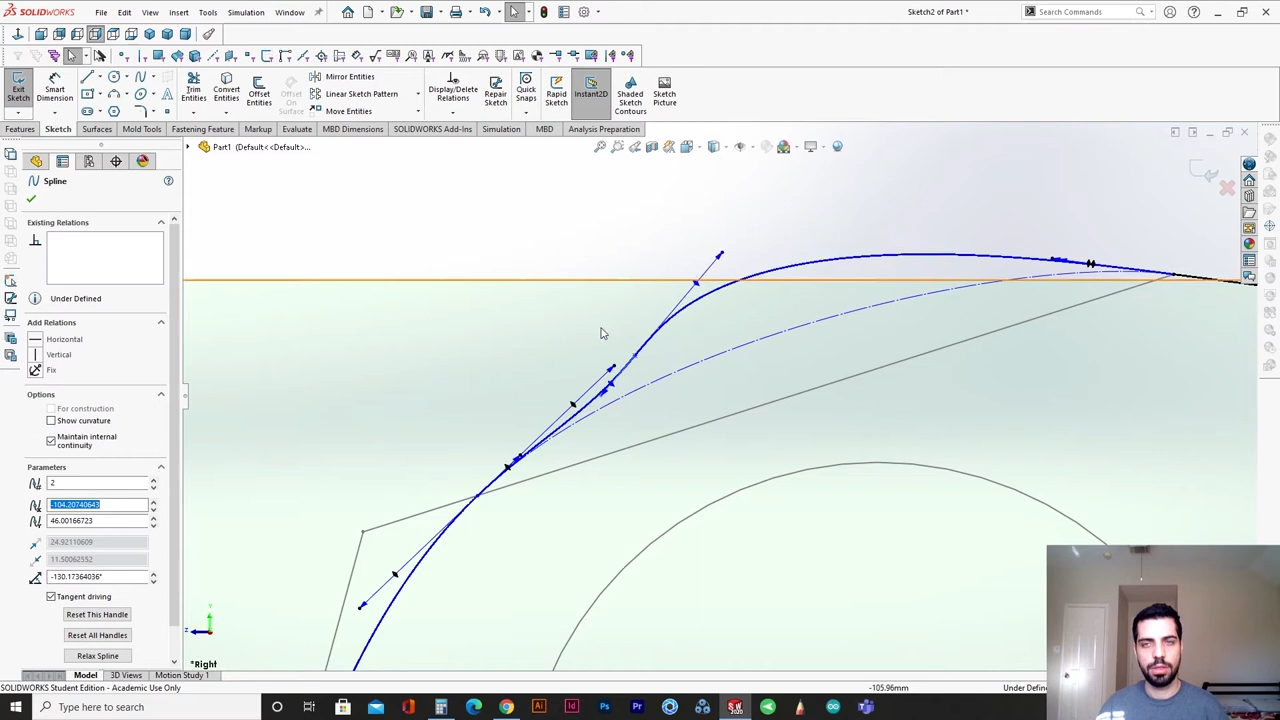 SOLIDWORKS File Edit View Insert Tools Simulation Window Sketch2 of Part1 * Search Commands
Exit Sketch Smart Dimension Trim Entities Convert Entities Offset Entities Offset On Surface Mirror Entities Linear Sketch Pattern Move Entities Display/Delete Relations Repair Sketch Quick Snaps Rapid Sketch Instant2D Shaded Sketch Contours Sketch Picture
Features Sketch Surfaces Mold Tools Fastening Feature Markup Evaluate MBD Dimensions SOLIDWORKS Add-Ins Simulation MBD Analysis Preparation
Part1 (Default<<Default>...
Spline
Existing Relations
Under Defined
Add Relations
Horizontal
Vertical
Fix
Options
For construction
Show curvature
Maintain internal
continuity
Parameters
2
-104.20740643
46.00166723
24.92110609
11.50062552
-130.17364036°
Tangent driving
Reset This Handle
Reset All Handles
Relax Spline
Y
Z
*Right
Model 3D Views Motion Study 1
SOLIDWORKS Student Edition - Academic Use Only -105.96mm Under Defined
Type here to search